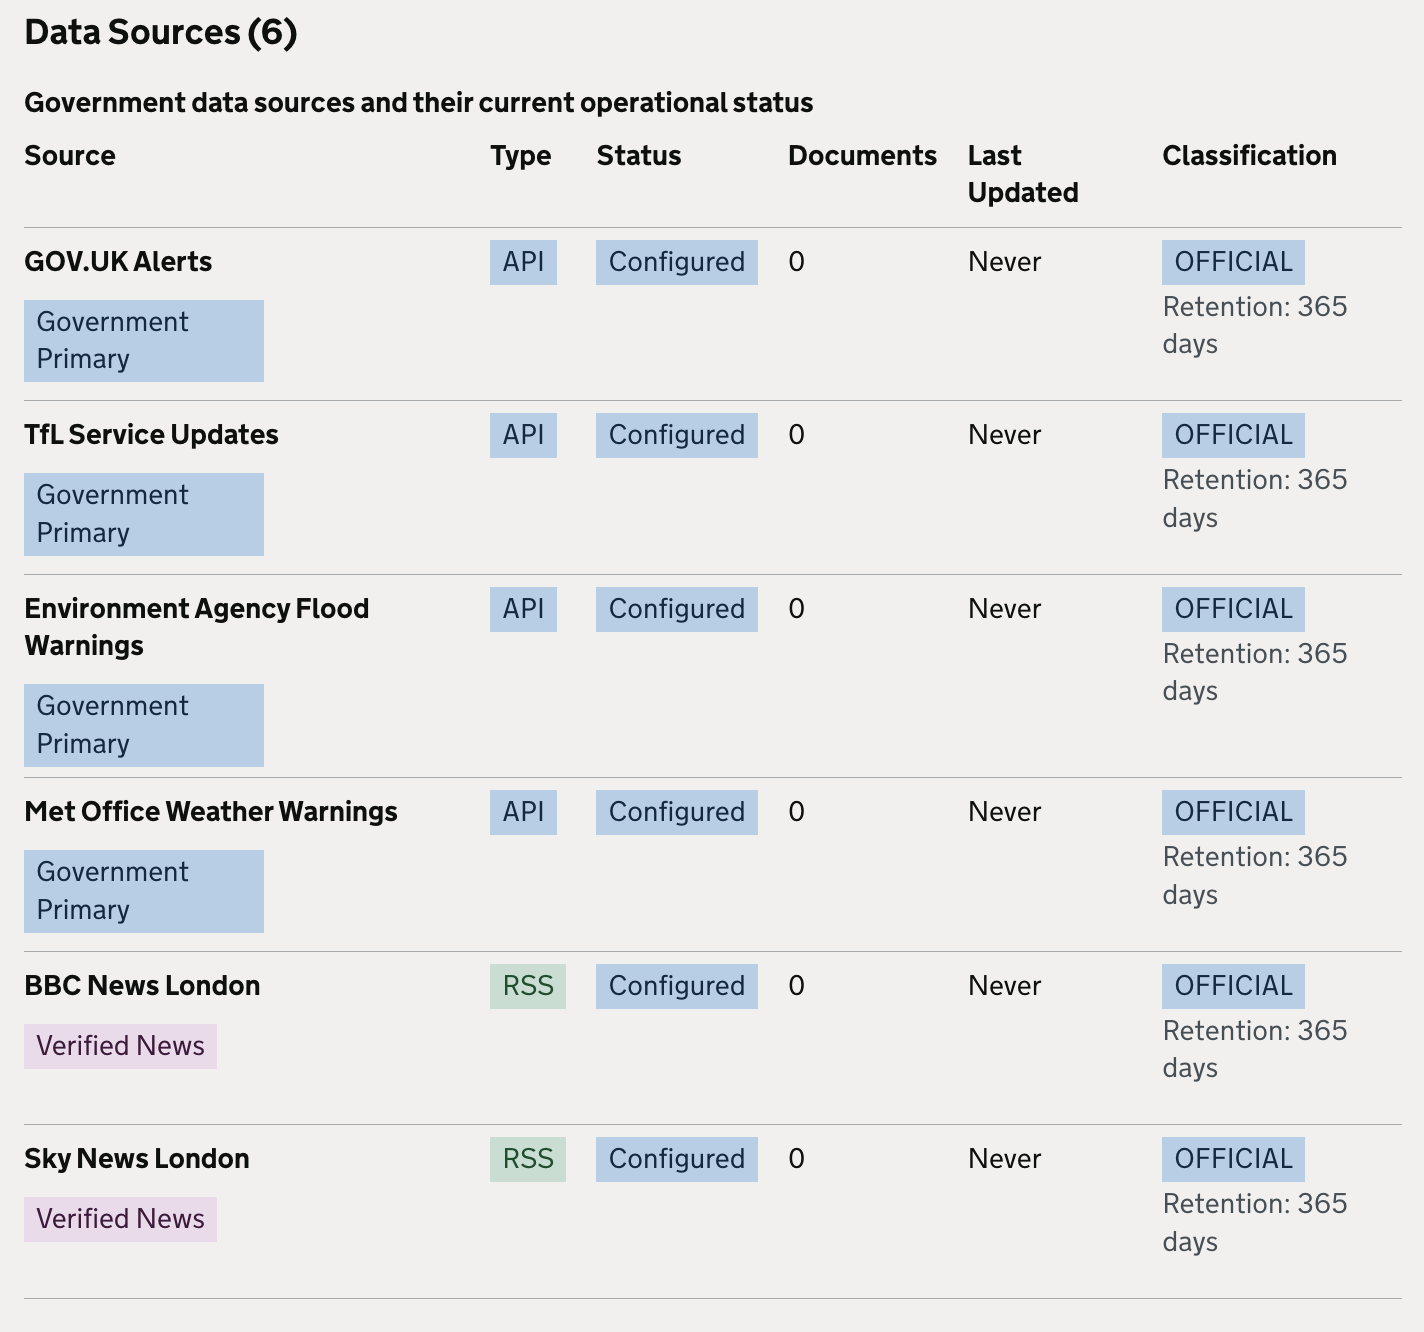 Data Sources (6)
Government data sources and their current operational status
Source Type Status Documents Last Updated Classification
GOV.UK Alerts API Configured 0 Never OFFICIAL
Government Primary
Retention: 365 days
TfL Service Updates API Configured 0 Never OFFICIAL
Government Primary
Retention: 365 days
Environment Agency Flood Warnings API Configured 0 Never OFFICIAL
Government Primary
Retention: 365 days
Met Office Weather Warnings API Configured 0 Never OFFICIAL
Government Primary
Retention: 365 days
BBC News London RSS Configured 0 Never OFFICIAL
Verified News
Retention: 365 days
Sky News London RSS Configured 0 Never OFFICIAL
Verified News
Retention: 365 days